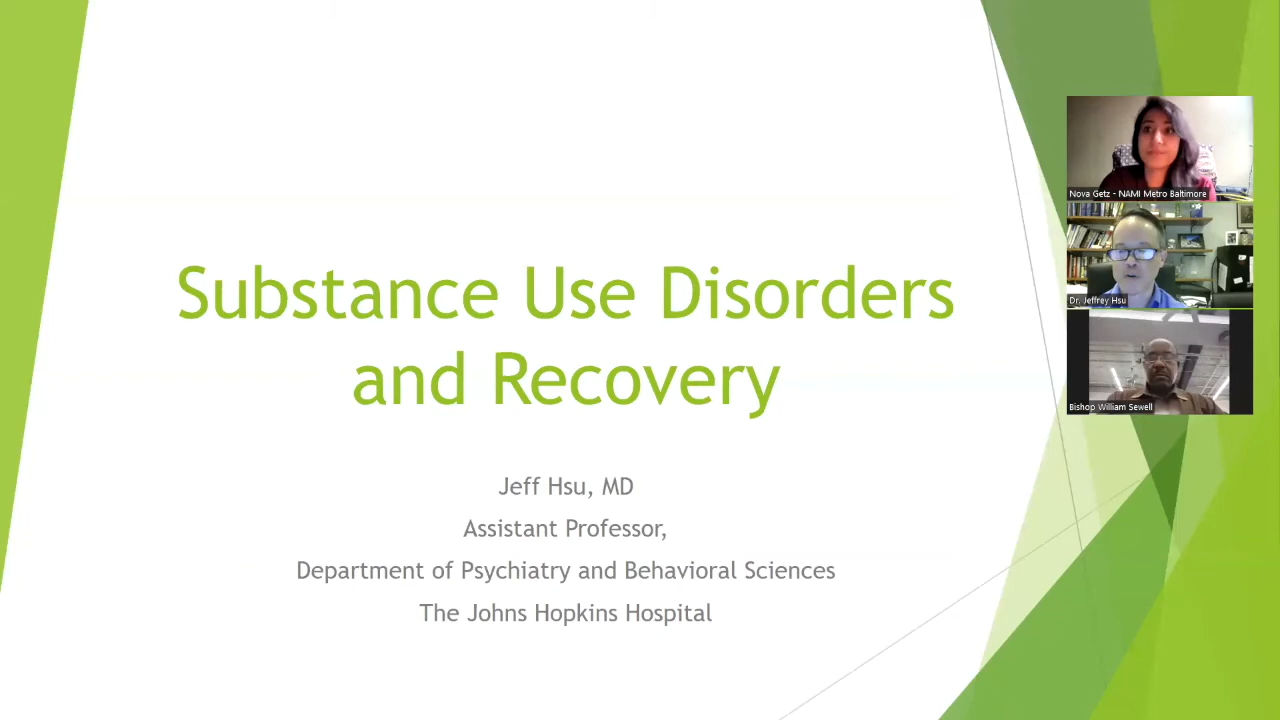 Substance Use Disorders
and Recovery
Jeff Hsu, MD
Assistant Professor,
Department of Psychiatry and Behavioral Sciences
The Johns Hopkins Hospital
Nova Getz - NAMI Metro Baltimore
Dr. Jeffrey Hsu
Bishop William Sewell